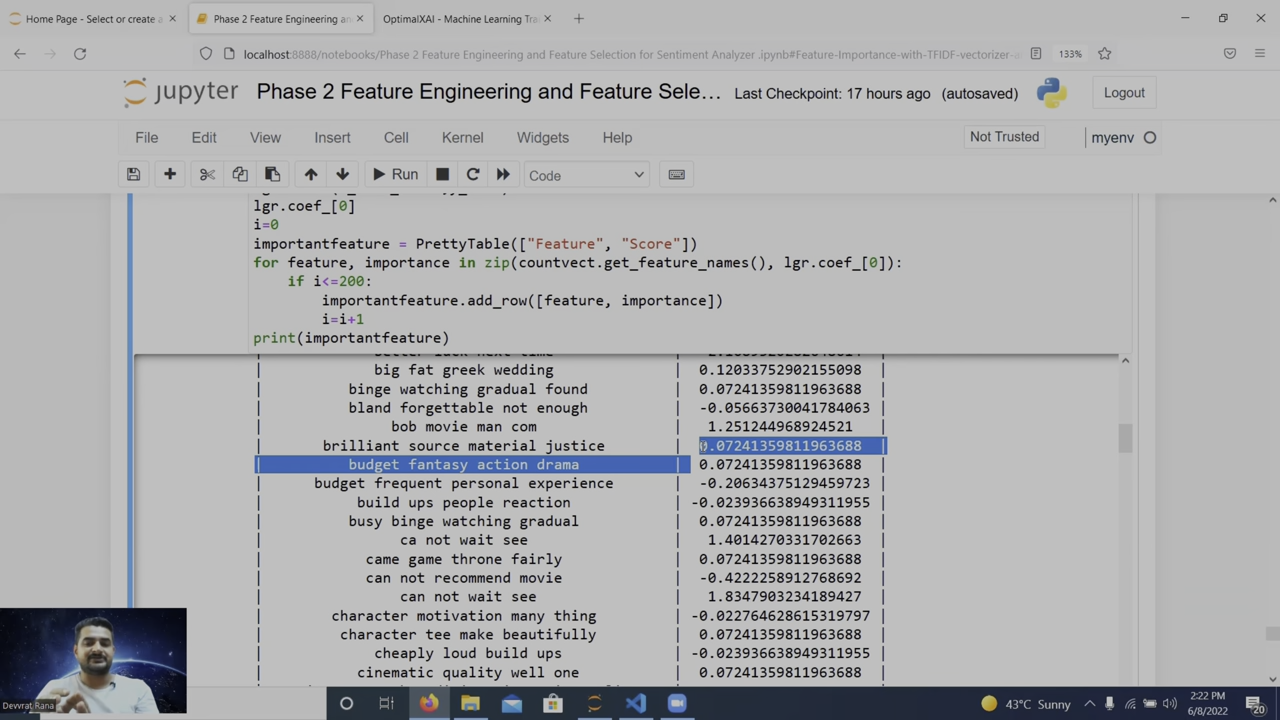 Home Page - Select or create a
Phase 2 Feature Engineering and
OptimalXAI - Machine Learning Tra
localhost:8888/notebooks/Phase 2 Feature Engineering and Feature Selection for Sentiment Analyzer .ipynb#Feature-Importance-with-TFIDF-vectorizer-a
133%
jupyter Phase 2 Feature Engineering and Feature Sele... Last Checkpoint: 17 hours ago (autosaved) Logout
File Edit View Insert Cell Kernel Widgets Help Not Trusted myenv
Run Code
lgr.coef_[0]
i=0
importantfeature = PrettyTable(["Feature", "Score"])
for feature, importance in zip(countvect.get_feature_names(), lgr.coef_[0]):
if i<=200:
importantfeature.add_row([feature, importance])
i=i+1
print(importantfeature)
| big fat greek wedding | 0.12033752902155098 |
| binge watching gradual found | 0.07241359811963688 |
| bland forgettable not enough | -0.05663730041784063 |
| bob movie man com | 1.251244968924521 |
| brilliant source material justice | 0.07241359811963688 |
| budget fantasy action drama | 0.07241359811963688 |
| budget frequent personal experience | -0.20634375129459723 |
| build ups people reaction | -0.023936638949311955 |
| busy binge watching gradual | 0.07241359811963688 |
| ca not wait see | 1.4014270331702663 |
| came game throne fairly | 0.07241359811963688 |
| can not recommend movie | -0.4222258912768692 |
| can not wait see | 1.8347903234189427 |
| character motivation many thing | -0.022764628615319797 |
| character tee make beautifully | 0.07241359811963688 |
| cheaply loud build ups | -0.023936638949311955 |
| cinematic quality well one | 0.07241359811963688 |
Devvrat Rana
43°C Sunny
2:22 PM
6/8/2022
20